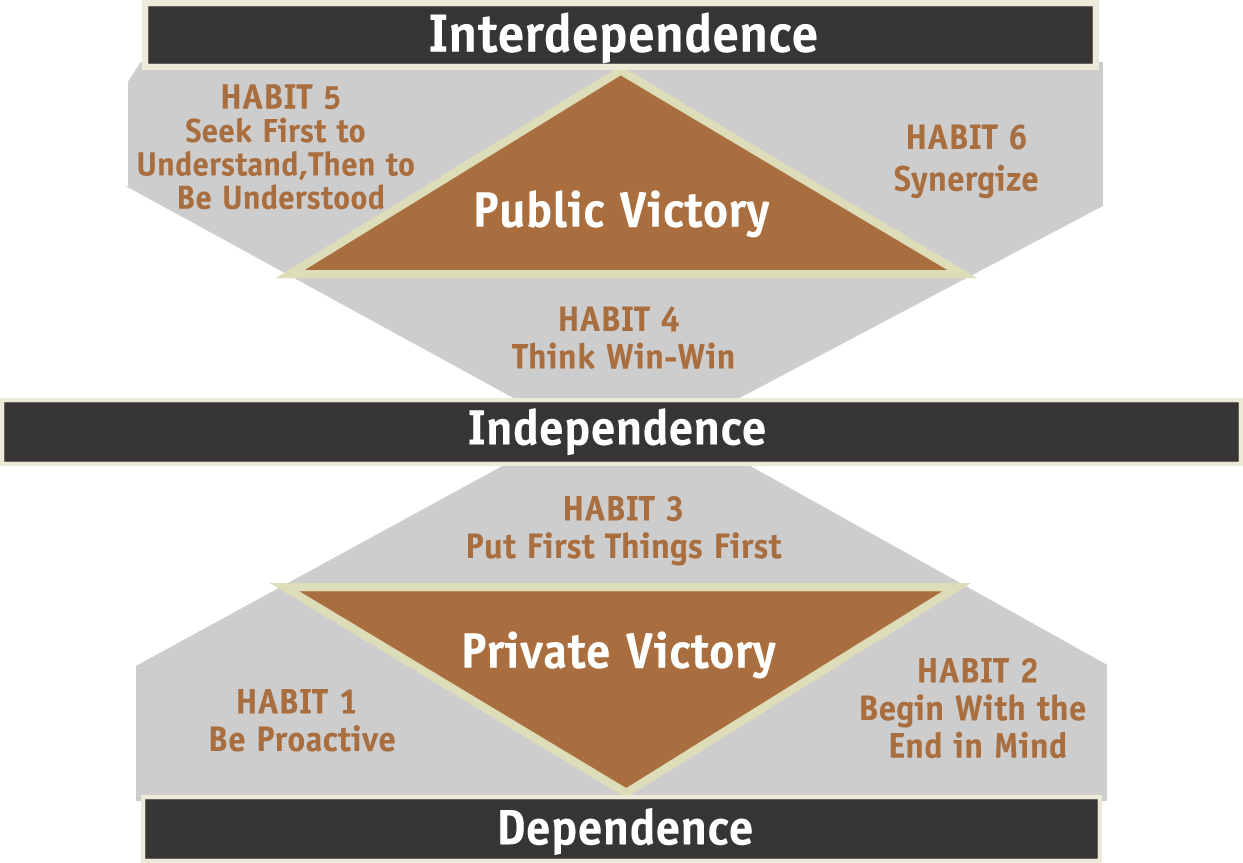 Interdependence
HABIT 5
Seek First to
Understand,Then to
Be Understood
HABIT 6
Synergize
Public Victory
HABIT 4
Think Win-Win
Independence
HABIT 3
Put First Things First
Private Victory
HABIT 1
Be Proactive
HABIT 2
Begin With the
End in Mind
Dependence